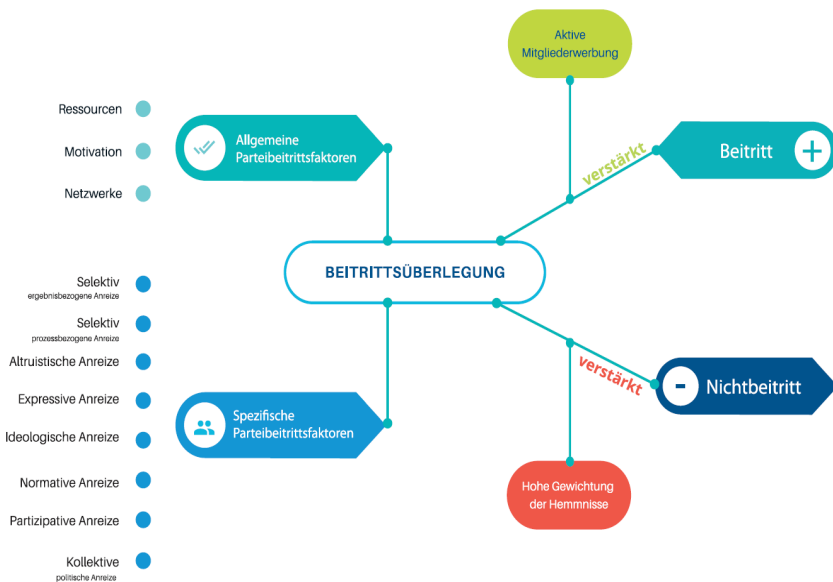 Aktive
Mitgliederwerbung
Ressourcen
Motivation
Netzwerke
Allgemeine
Parteibeitrittsfaktoren
verstärkt
Beitritt
+
BEITRITTSÜBERLEGUNG
Selektiv
ergebnisbezogene Anreize
Selektiv
prozessbezogene Anreize
Altruistische Anreize
Expressive Anreize
Ideologische Anreize
Normative Anreize
Partizipative Anreize
Kollektive
politische Anreize
Spezifische
Parteibeitrittsfaktoren
verstärkt
-
Nichtbeitritt
Hohe Gewichtung
der Hemmnisse